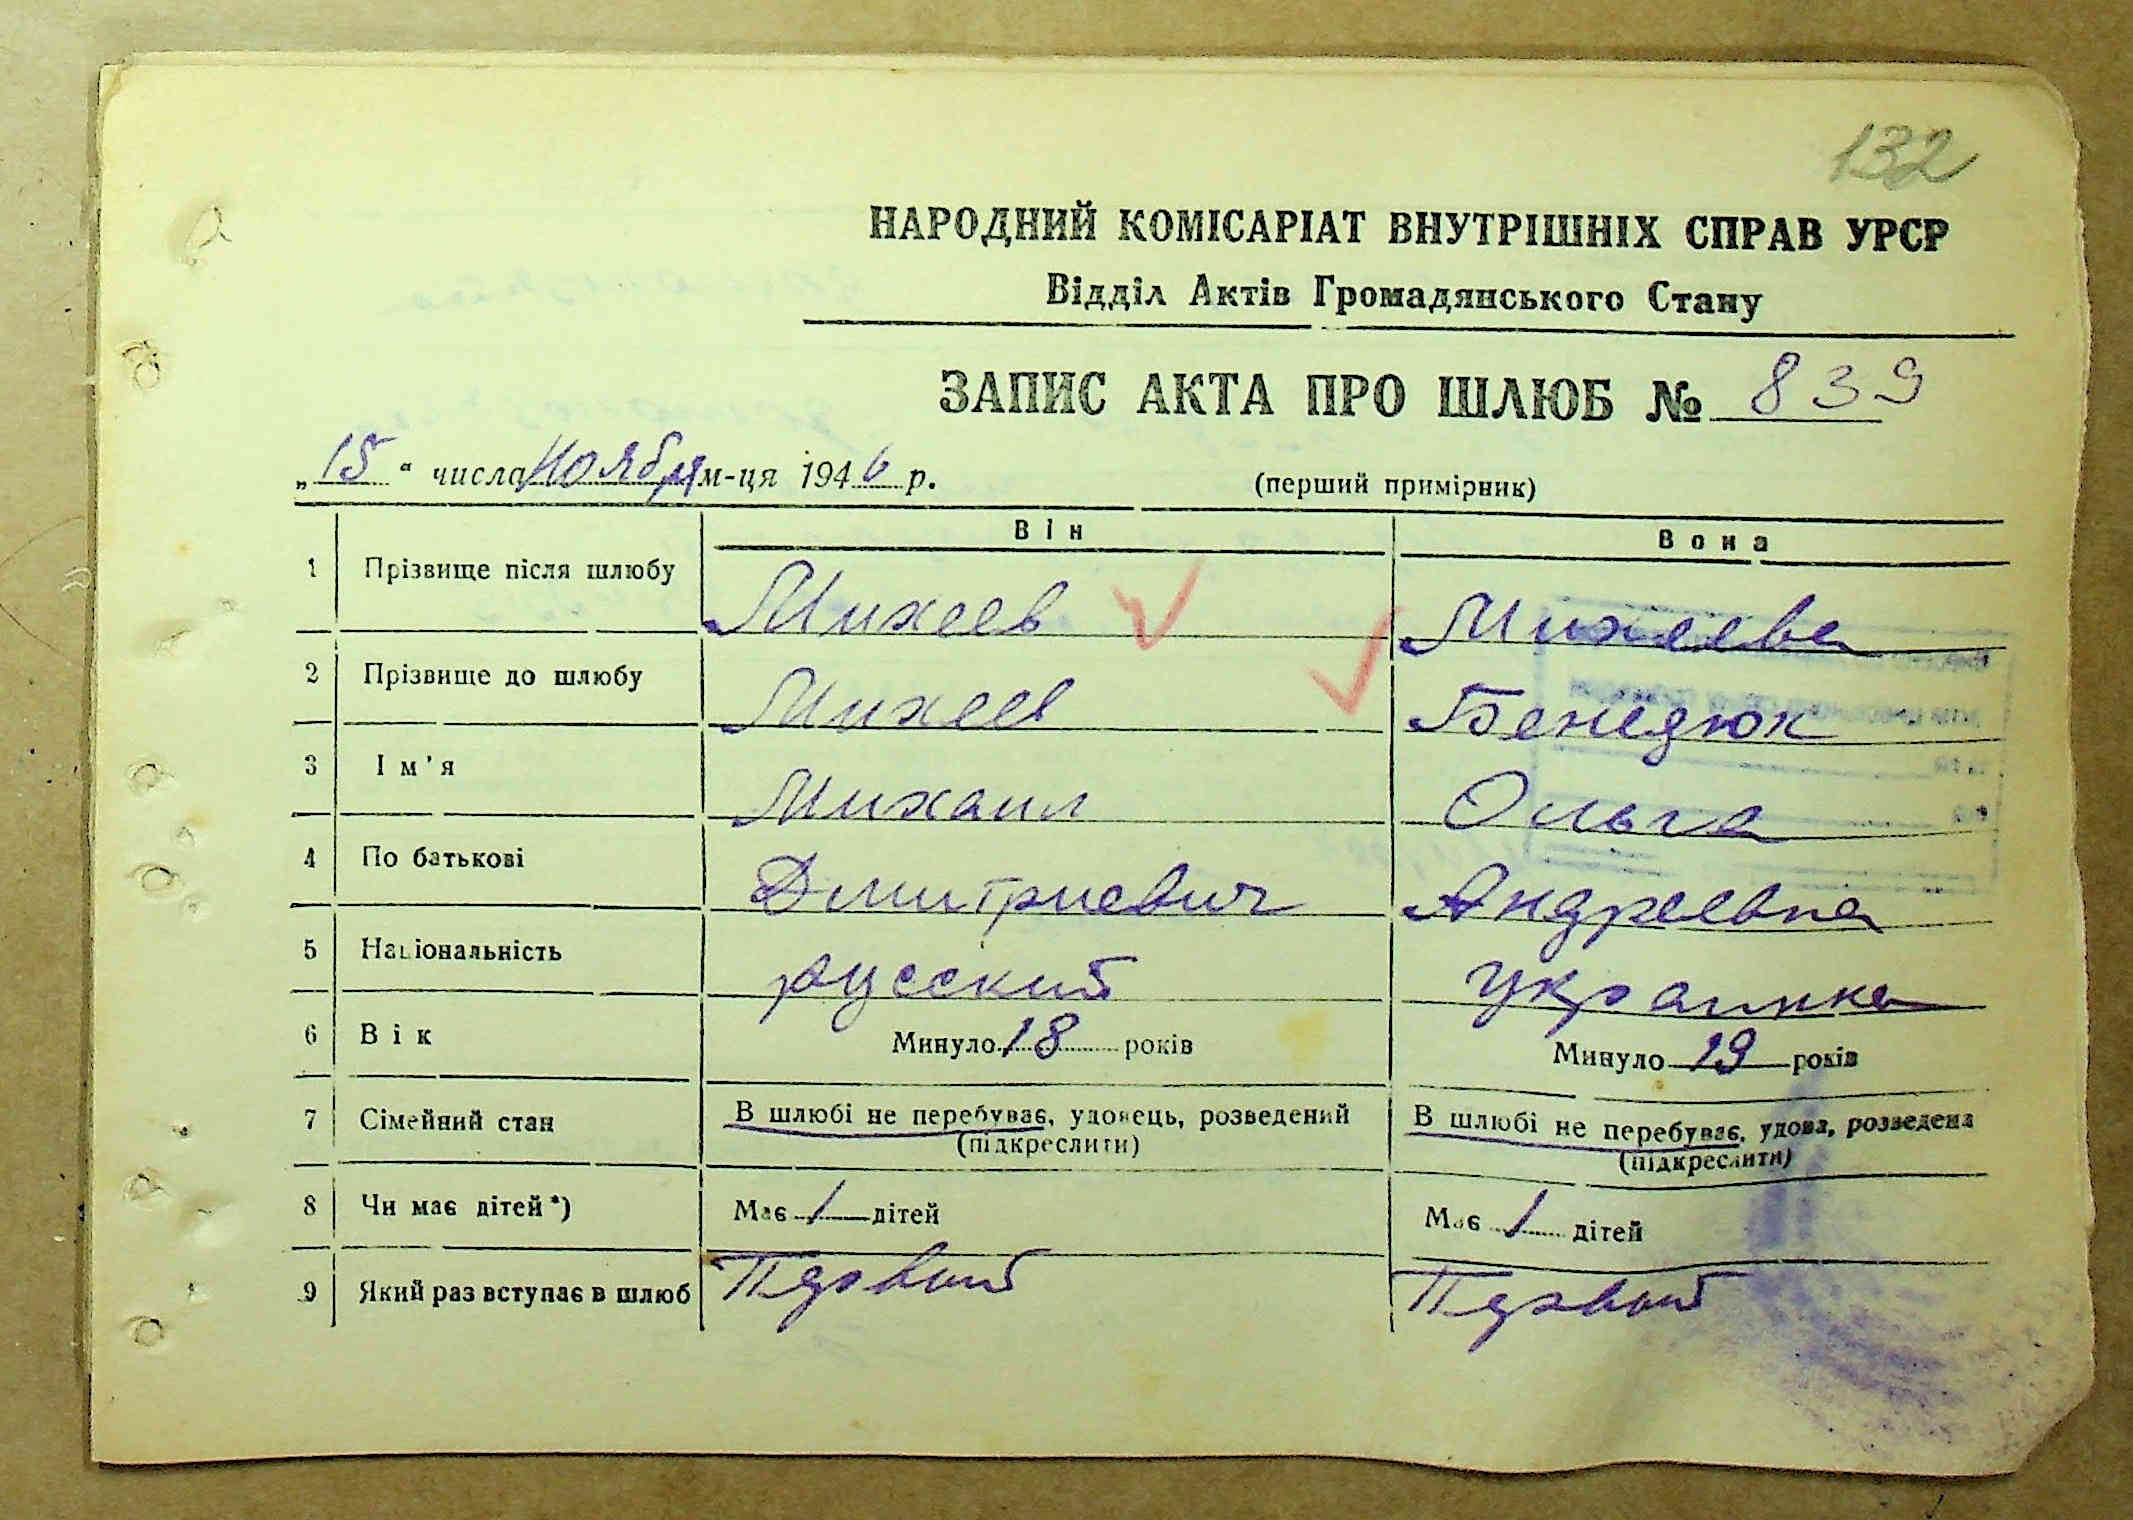 132
НАРОДНИЙ КОМІСАРІАТ ВНУТРІШНІХ СПРАВ УРСР
Відділ Актів Громадянського Стану
ЗАПИС АКТА ПРО ШЛЮБ № 839
„15“ числа Ноября м-ця 1946 р. (перший примірник)
Він Вона
1 Прізвище після шлюбу Михеев Михеева
2 Прізвище до шлюбу Михеев Бенедюк
3 Ім'я Михаил Ольга
4 По батькові Дмитриевич Андреевна
5 Національність русский украинка
6 Вік Минуло 18 років Минуло 19 років
7 Сімейний стан В шлюбі не перебуває, удовець, розведений В шлюбі не перебуває, удова, розведена
(підкреслити) (підкреслити)
8 Чи має дітей*) Має 1 дітей Має 1 дітей
9 Який раз вступає в шлюб Первый Первый